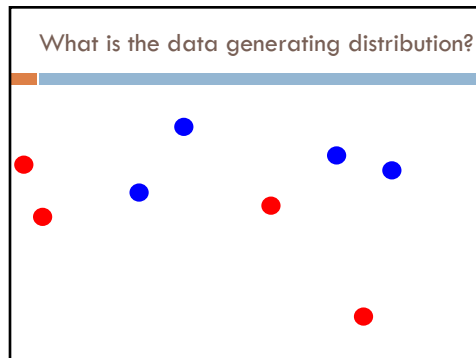 What is the data generating distribution?